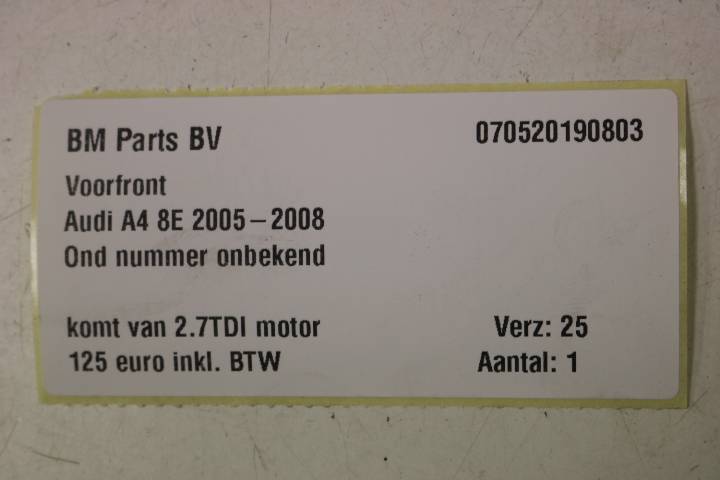 BM Parts BV 070520190803
Voorfront
Audi A4 8E 2005-2008
Ond nummer onbekend
komt van 2.7TDI motor Verz: 25
125 euro inkl. BTW Aantal: 1